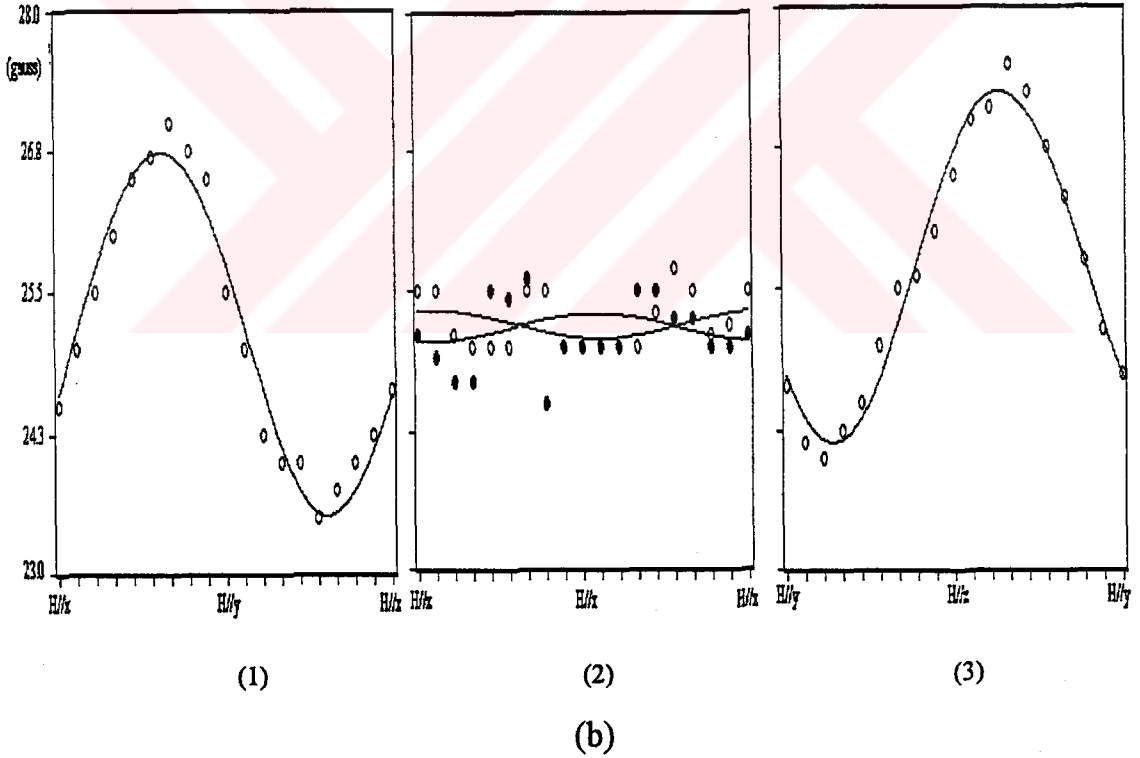 28.0
(gauss)
26.8
25.5
24.3
23.0
H//x H//y H//x
H//x H//x H//x
H//y H//z H//y
(1) (2) (3)
(b)